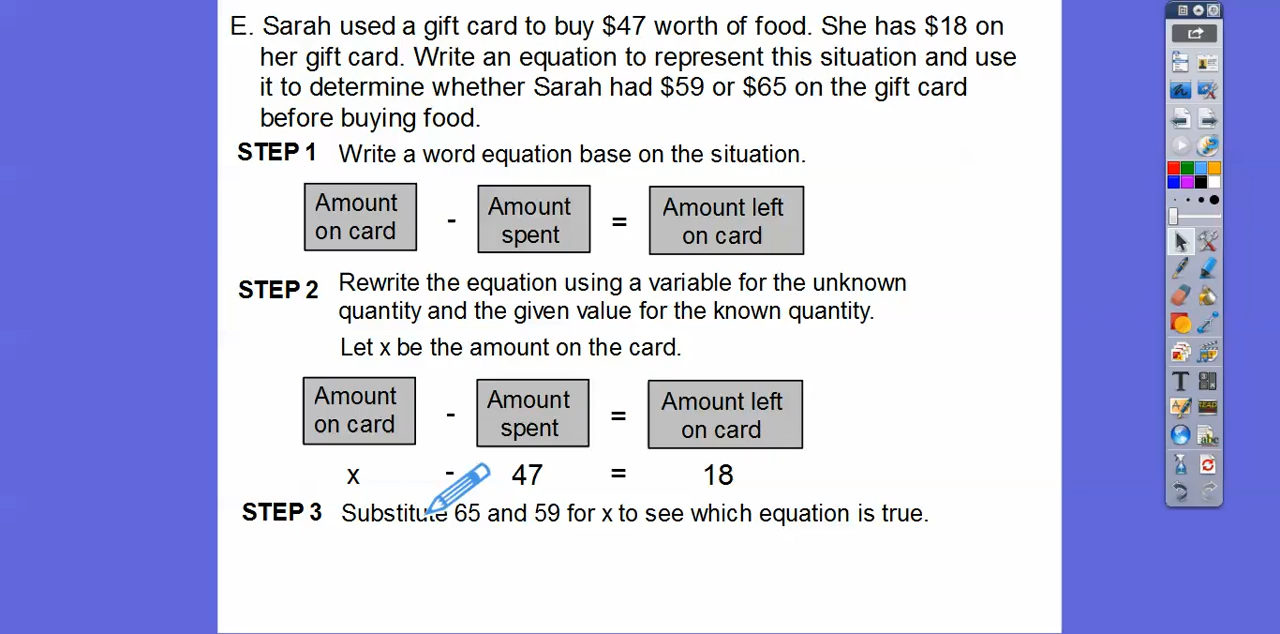 E. Sarah used a gift card to buy $47 worth of food. She has $18 on
her gift card. Write an equation to represent this situation and use
it to determine whether Sarah had $59 or $65 on the gift card
before buying food.
STEP 1 Write a word equation base on the situation.
Amount on card - Amount spent = Amount left on card
STEP 2 Rewrite the equation using a variable for the unknown
quantity and the given value for the known quantity.
Let x be the amount on the card.
Amount on card - Amount spent = Amount left on card
x - 47 = 18
STEP 3 Substitute 65 and 59 for x to see which equation is true.